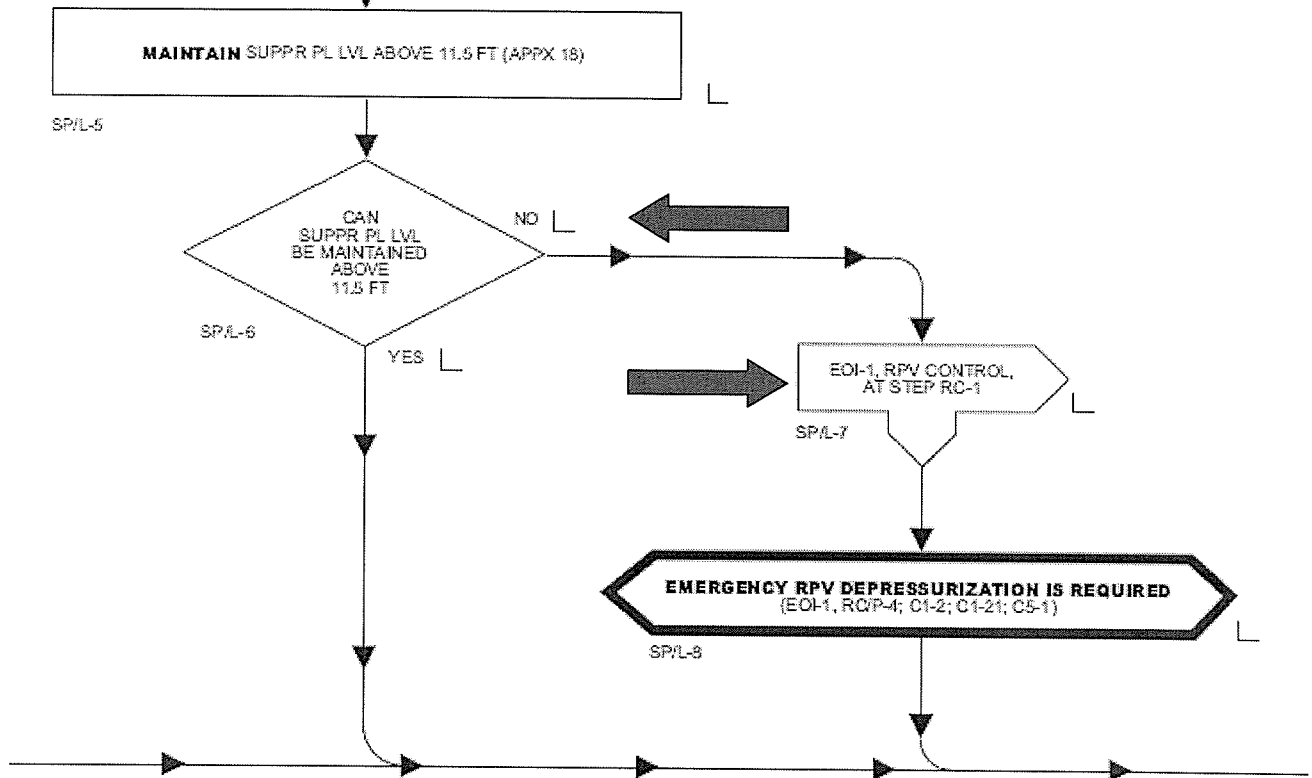 MAINTAIN SUPPR PL LVL ABOVE 11.5 FT (APPX 18)
SP/L-5
CAN
SUPPR PL LVL
BE MAINTAINED
ABOVE
11.5 FT
NO
SP/L-6
YES
EOI-1, RPV CONTROL,
AT STEP RC-1
SP/L-7
EMERGENCY RPV DEPRESSURIZATION IS REQUIRED
(EOI-1, RC/P-4; C1-2; C1-21; C5-1)
SP/L-8